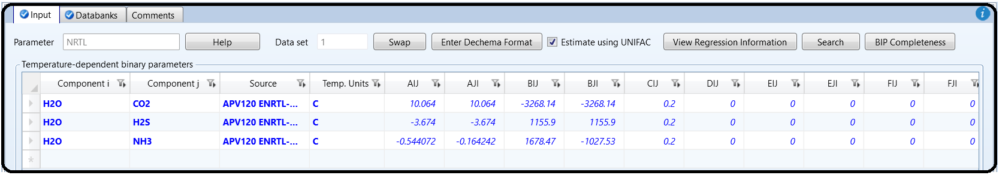 Input Databanks Comments i
Parameter NRTL Help Data set 1 Swap Enter Dechema Format Estimate using UNIFAC View Regression Information Search BIP Completeness
Temperature-dependent binary parameters
Component i Component j Source Temp. Units AIJ AJI BIJ BJI CIJ DIJ EIJ EJI FIJ FJI
H2O CO2 APV120 ENRTL-... C 10.064 10.064 -3268.14 -3268.14 0.2 0 0 0 0 0
H2O H2S APV120 ENRTL-... C -3.674 -3.674 1155.9 1155.9 0.2 0 0 0 0 0
H2O NH3 APV120 ENRTL-... C -0.544072 -0.164242 1678.47 -1027.53 0.2 0 0 0 0 0
*